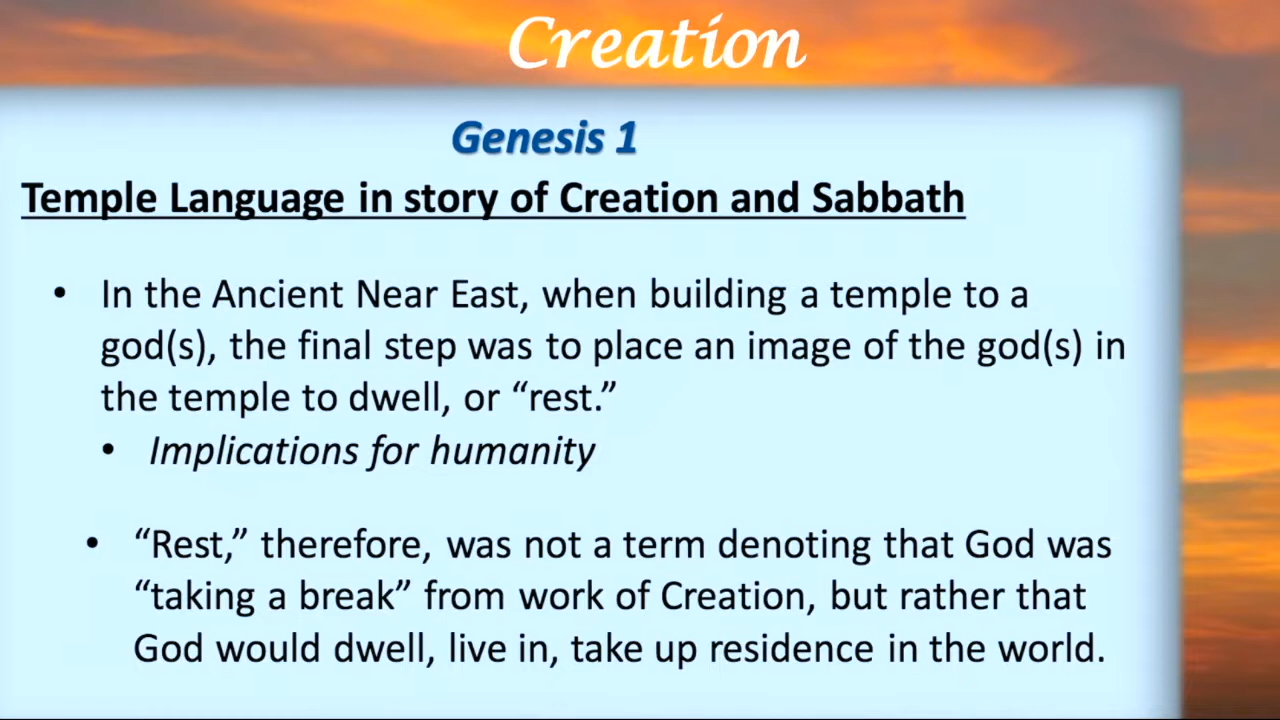 Creation
Genesis 1
Temple Language in story of Creation and Sabbath
• In the Ancient Near East, when building a temple to a
god(s), the final step was to place an image of the god(s) in
the temple to dwell, or “rest.”
• Implications for humanity
• “Rest,” therefore, was not a term denoting that God was
“taking a break” from work of Creation, but rather that
God would dwell, live in, take up residence in the world.